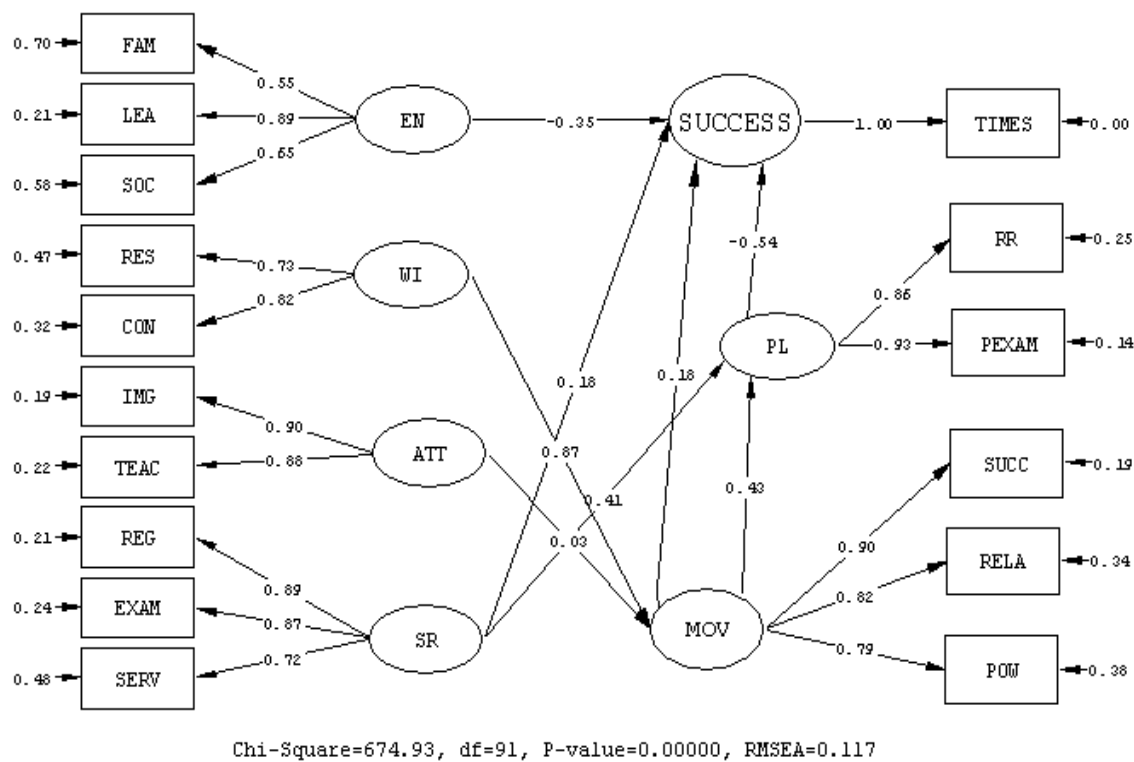 0.70 FAM
0.55
0.21 LEA 0.89 EN -0.35 SUCCESS 1.00 TIMES 0.00
0.65
0.58 SOC
0.47 RES 0.73 WI -0.54 RR 0.25
0.82 0.86
0.32 CON PL 0.93 PEXAM 0.14
0.19 IMG 0.90 0.18 0.18
0.22 TEAC 0.88 ATT 0.87 SUCC 0.19
0.41 0.43
0.21 REG 0.03 0.90 RELA 0.34
0.89 0.82
0.24 EXAM 0.87 SR MOV 0.79 POW 0.38
0.72
0.48 SERV
Chi-Square=674.93, df=91, P-value=0.00000, RMSEA=0.117